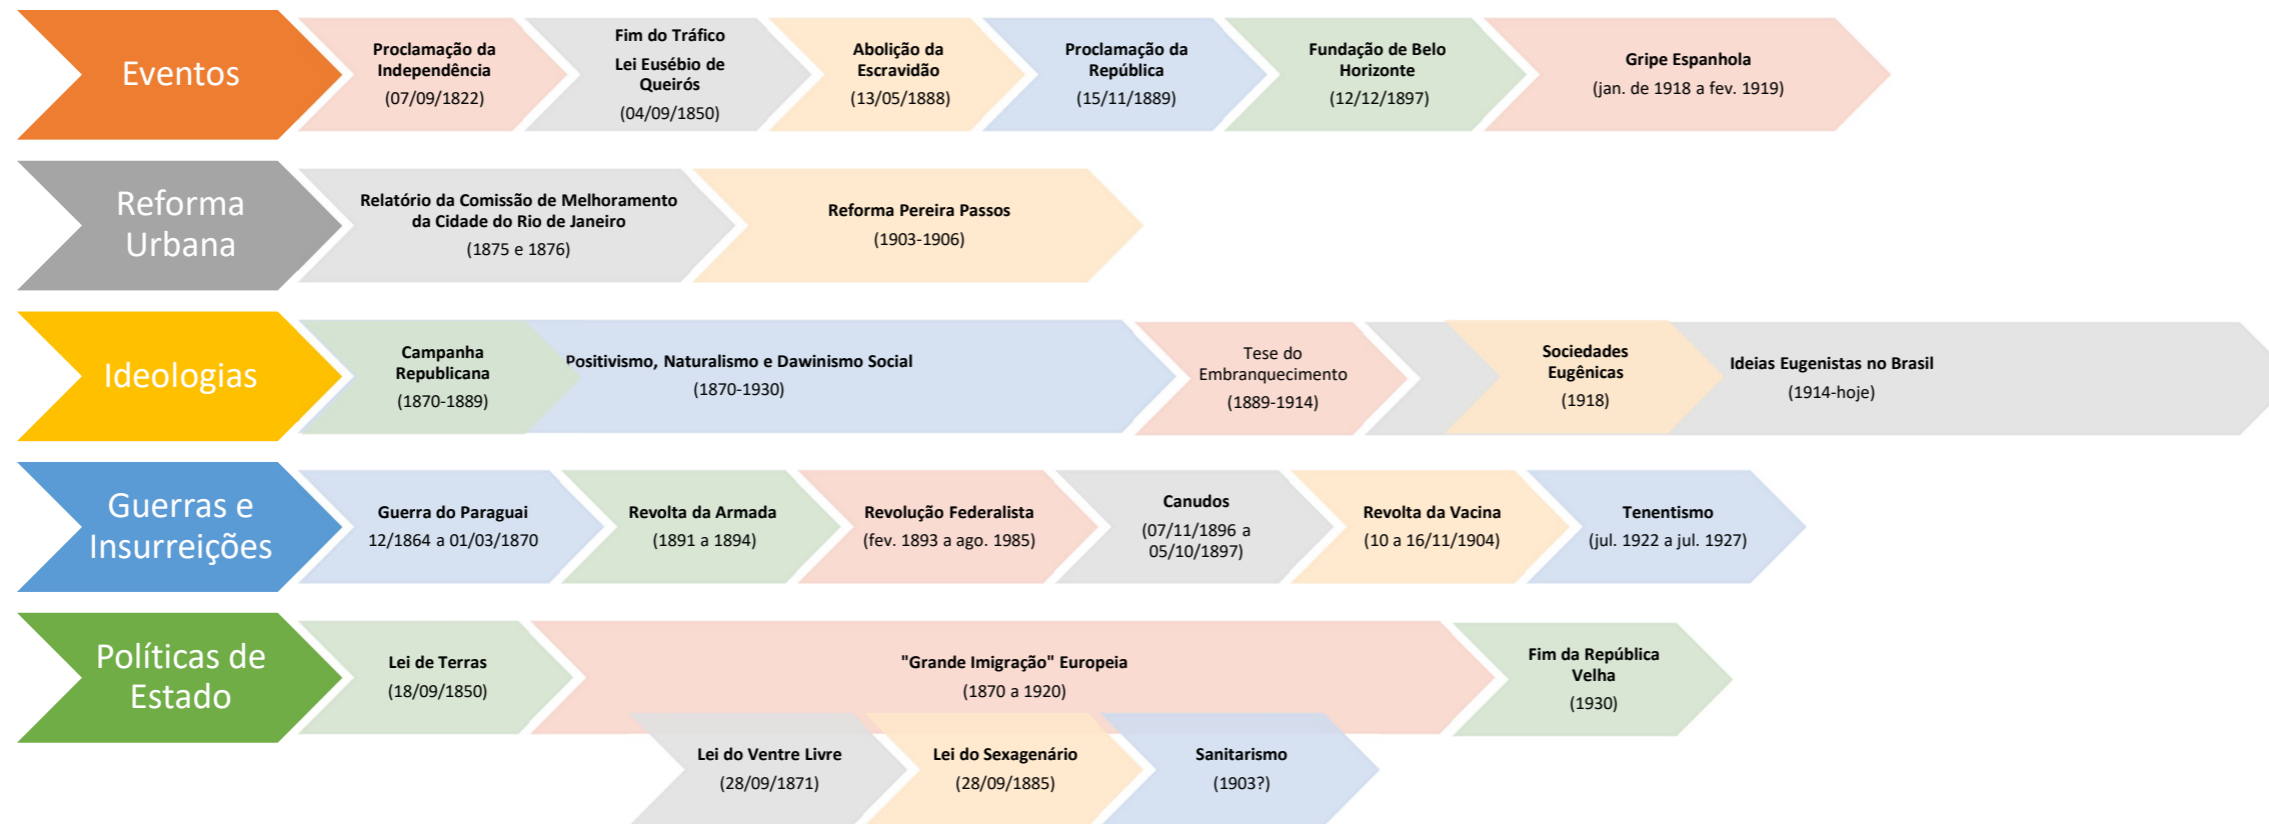 Eventos
Proclamação da
Independência
(07/09/1822)
Fim do Tráfico
Lei Eusébio de
Queirós
(04/09/1850)
Abolição da
Escravidão
(13/05/1888)
Proclamação da
República
(15/11/1889)
Fundação de Belo
Horizonte
(12/12/1897)
Gripe Espanhola
(jan. de 1918 a fev. 1919)
Reforma
Urbana
Relatório da Comissão de Melhoramento
da Cidade do Rio de Janeiro
(1875 e 1876)
Reforma Pereira Passos
(1903-1906)
Ideologias
Campanha
Republicana
(1870-1889)
Positivismo, Naturalismo e Dawinismo Social
(1870-1930)
Tese do
Embranquecimento
(1889-1914)
Sociedades
Eugênicas
(1918)
Ideias Eugenistas no Brasil
(1914-hoje)
Guerras e
Insurreições
Guerra do Paraguai
12/1864 a 01/03/1870
Revolta da Armada
(1891 a 1894)
Revolução Federalista
(fev. 1893 a ago. 1985)
Canudos
(07/11/1896 a
05/10/1897)
Revolta da Vacina
(10 a 16/11/1904)
Tenentismo
(jul. 1922 a jul. 1927)
Políticas de
Estado
Lei de Terras
(18/09/1850)
"Grande Imigração" Europeia
(1870 a 1920)
Fim da República
Velha
(1930)
Lei do Ventre Livre
(28/09/1871)
Lei do Sexagenário
(28/09/1885)
Sanitarismo
(1903?)